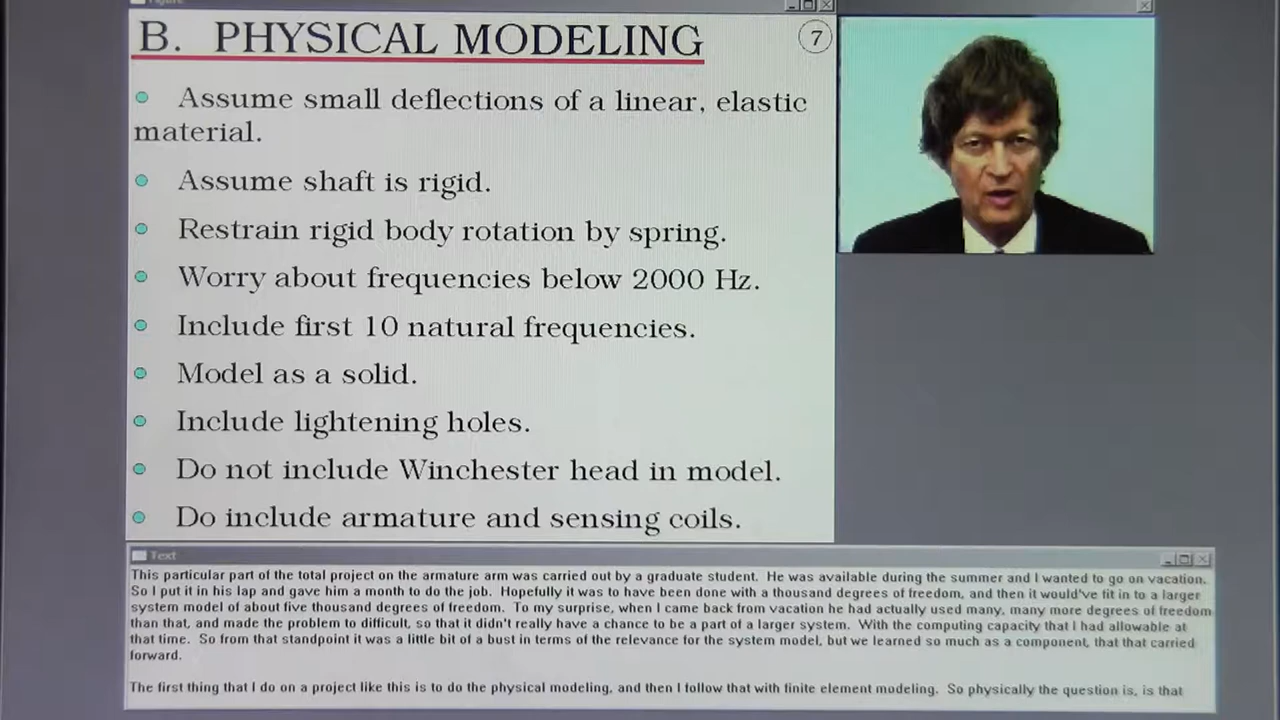 B. PHYSICAL MODELING
7
Assume small deflections of a linear, elastic
material.
Assume shaft is rigid.
Restrain rigid body rotation by spring.
Worry about frequencies below 2000 Hz.
Include first 10 natural frequencies.
Model as a solid.
Include lightening holes.
Do not include Winchester head in model.
Do include armature and sensing coils.
Text
This particular part of the total project on the armature arm was carried out by a graduate student. He was available during the summer and I wanted to go on vacation.
So I put it in his lap and gave him a month to do the job. Hopefully it was to have been done with a thousand degrees of freedom, and then it would've fit in to a larger
system model of about five thousand degrees of freedom. To my surprise, when I came back from vacation he had actually used many, many more degrees of freedom
than that, and made the problem to difficult, so that it didn't really have a chance to be a part of a larger system. With the computing capacity that I had allowable at
that time. So from that standpoint it was a little bit of a bust in terms of the relevance for the system model, but we learned so much as a component, that that carried
forward.
The first thing that I do on a project like this is to do the physical modeling, and then I follow that with finite element modeling. So physically the question is, is that